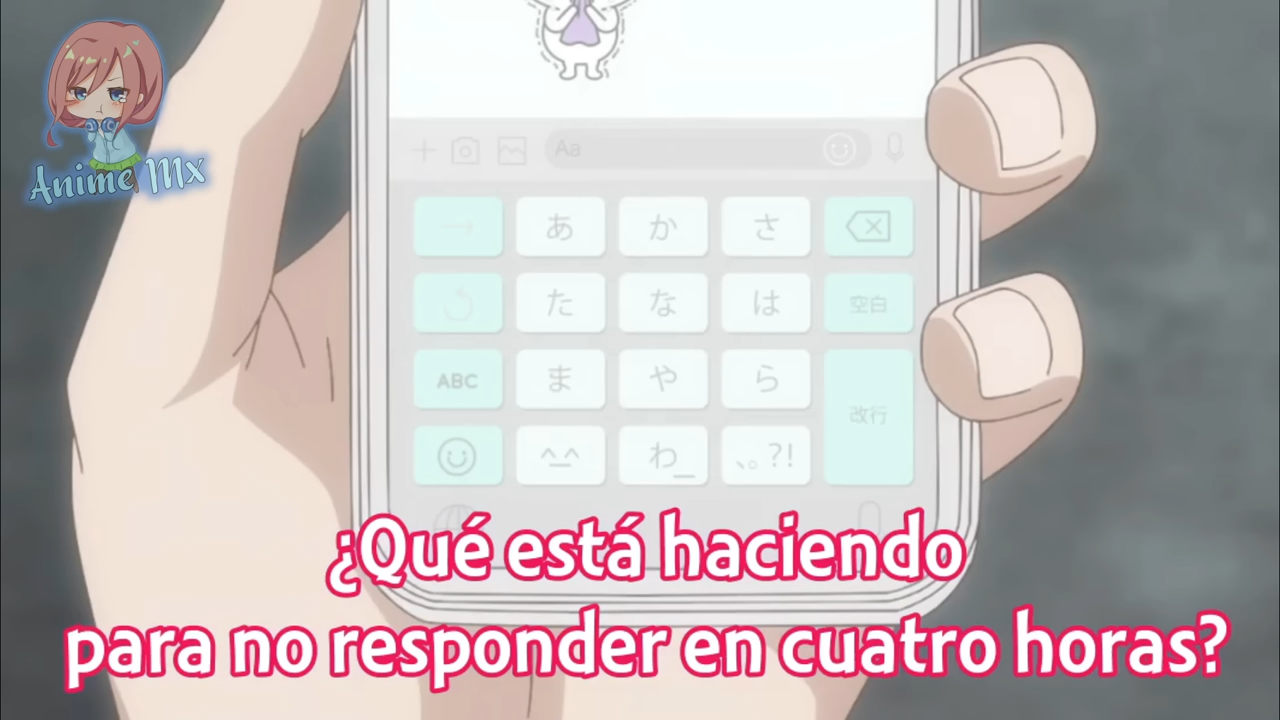 Anime Mx
Aa
→ あ か さ
た な は 空白
ABC ま や ら 改行
^_^ わ_ 、。?!
¿Qué está haciendo
para no responder en cuatro horas?